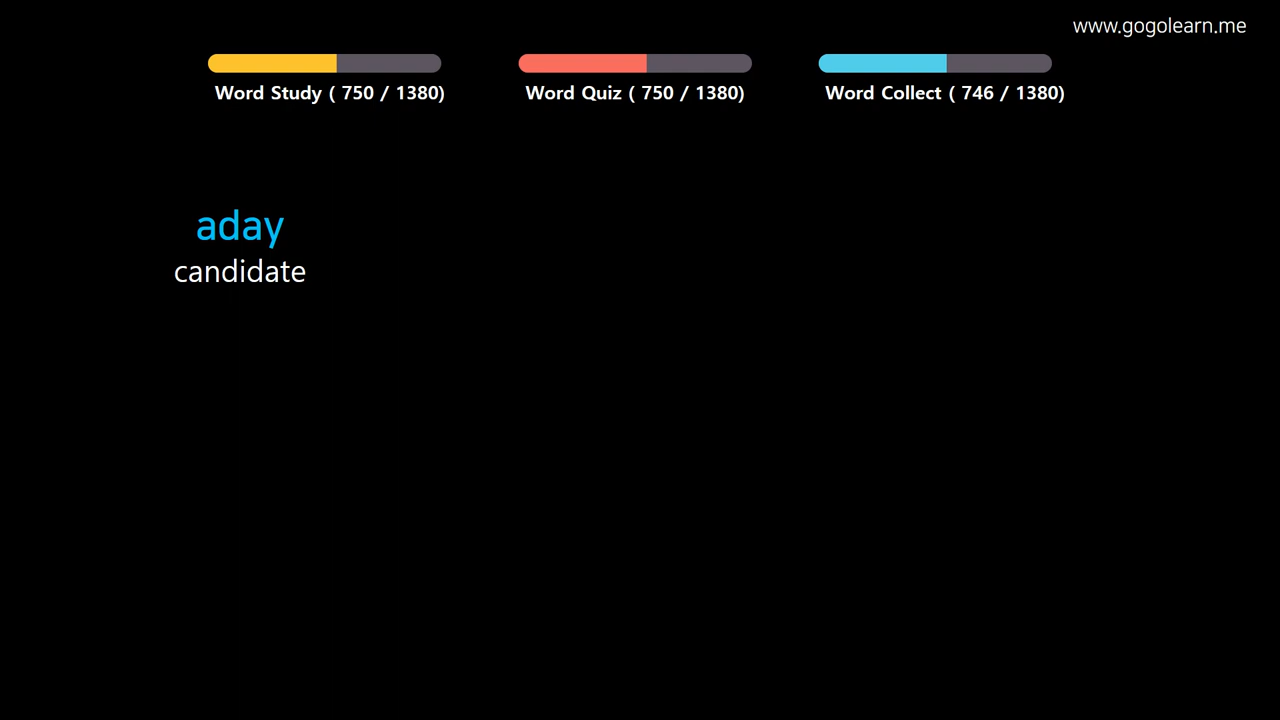 www.gogolearn.me
Word Study ( 750 / 1380)
Word Quiz ( 750 / 1380)
Word Collect ( 746 / 1380)
aday
candidate